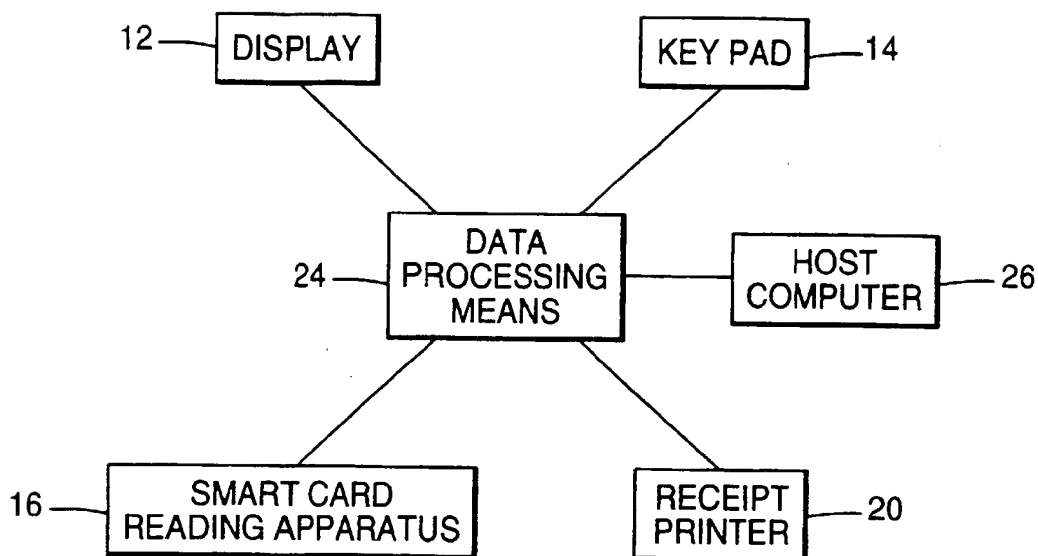 12
DISPLAY
KEY PAD
14
24
DATA
PROCESSING
MEANS
HOST
COMPUTER
26
16
SMART CARD
READING APPARATUS
RECEIPT
PRINTER
20